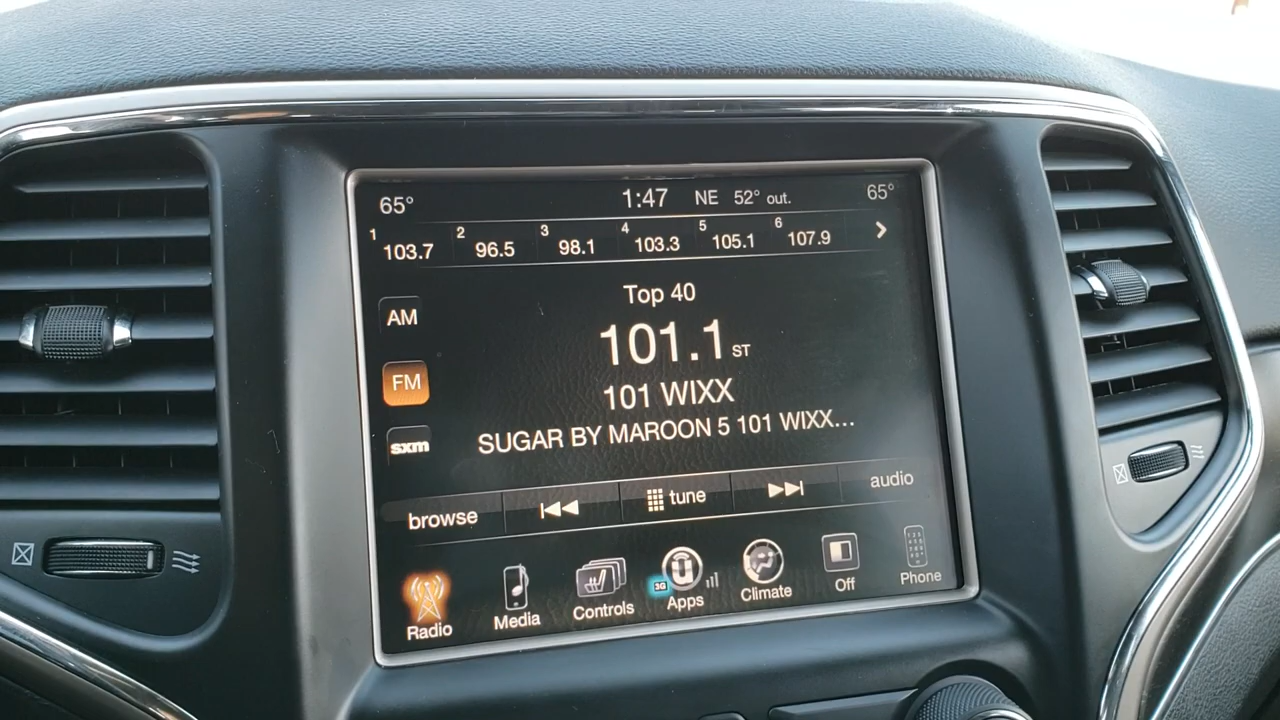 65° 1:47 NE 52° out. 65°
1 103.7 2 96.5 3 98.1 4 103.3 5 105.1 6 107.9
Top 40
AM
101.1 ST
FM
101 WIXX
sxm
SUGAR BY MAROON 5 101 WIXX...
browse tune audio
3G
Radio Media Controls Apps Climate Off Phone